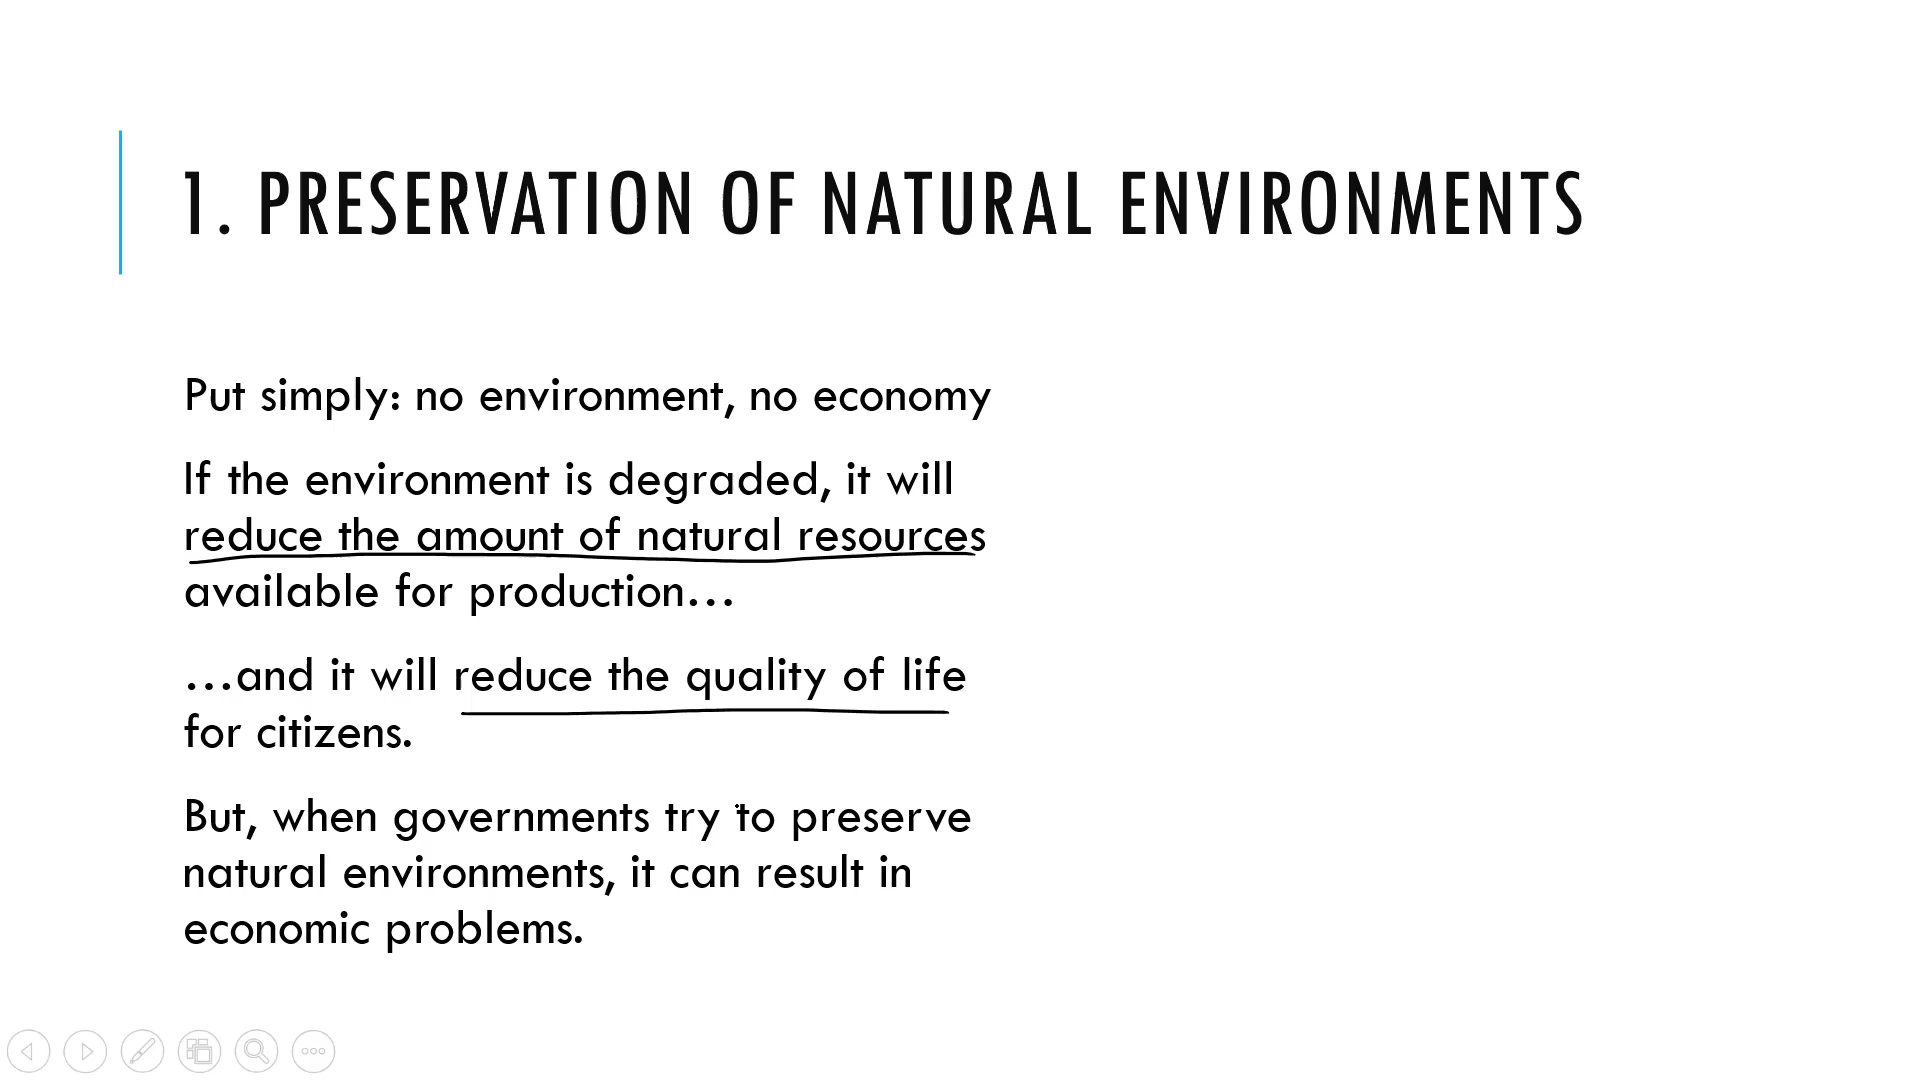 1. PRESERVATION OF NATURAL ENVIRONMENTS
Put simply: no environment, no economy
If the environment is degraded, it will
reduce the amount of natural resources
available for production…
…and it will reduce the quality of life
for citizens.
But, when governments try to preserve
natural environments, it can result in
economic problems.